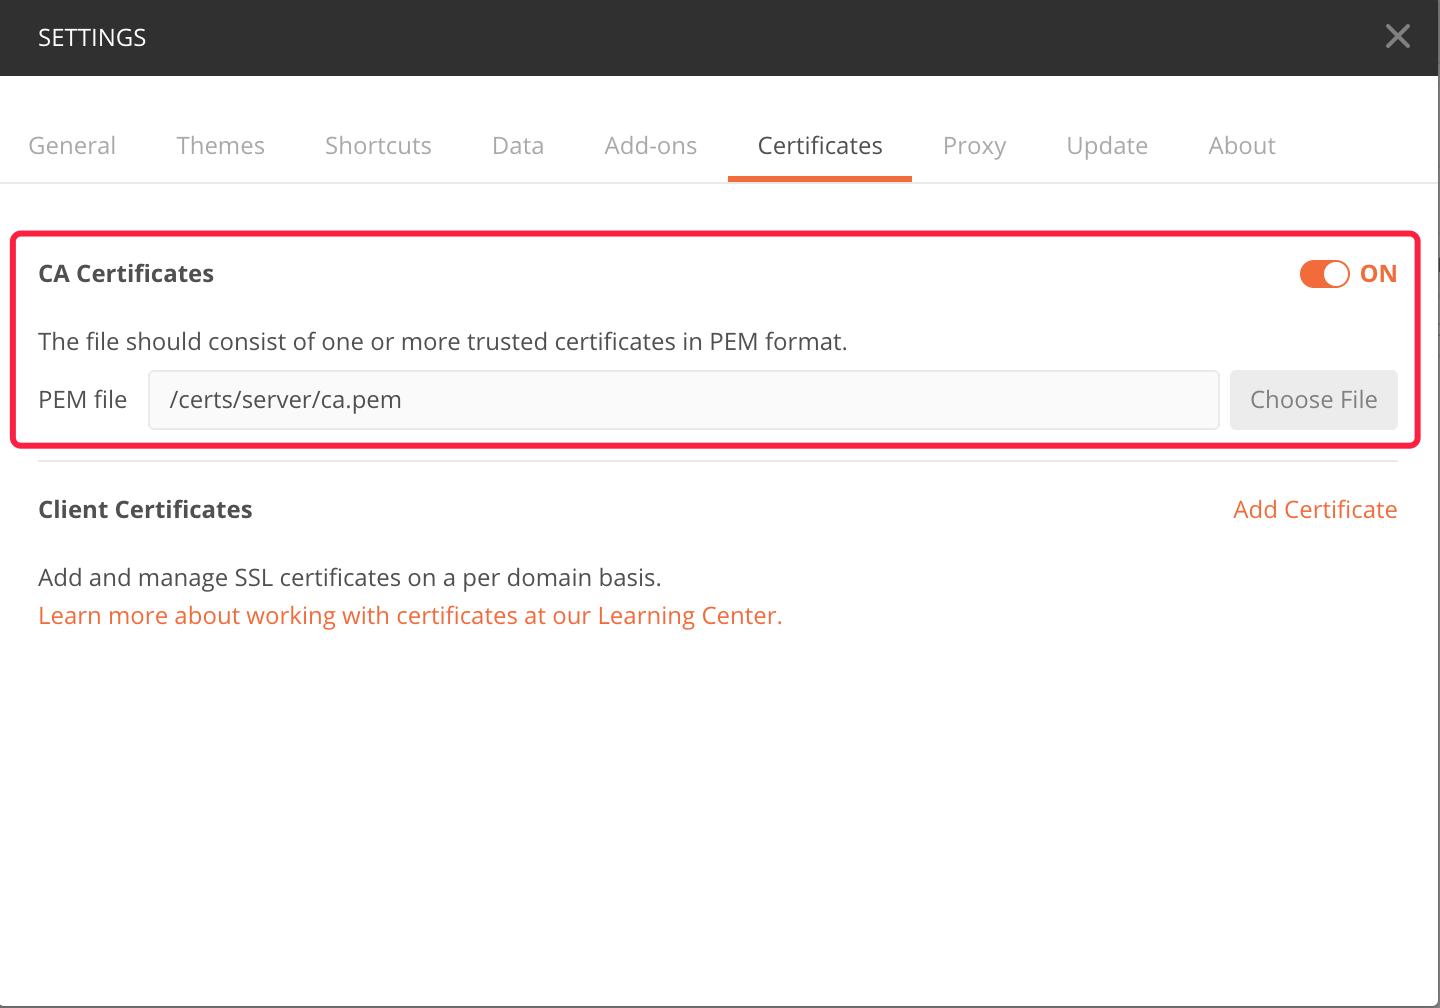 SETTINGS
General Themes Shortcuts Data Add-ons Certificates Proxy Update About
CA Certificates ON
The file should consist of one or more trusted certificates in PEM format.
PEM file /certs/server/ca.pem Choose File
Client Certificates Add Certificate
Add and manage SSL certificates on a per domain basis.
Learn more about working with certificates at our Learning Center.